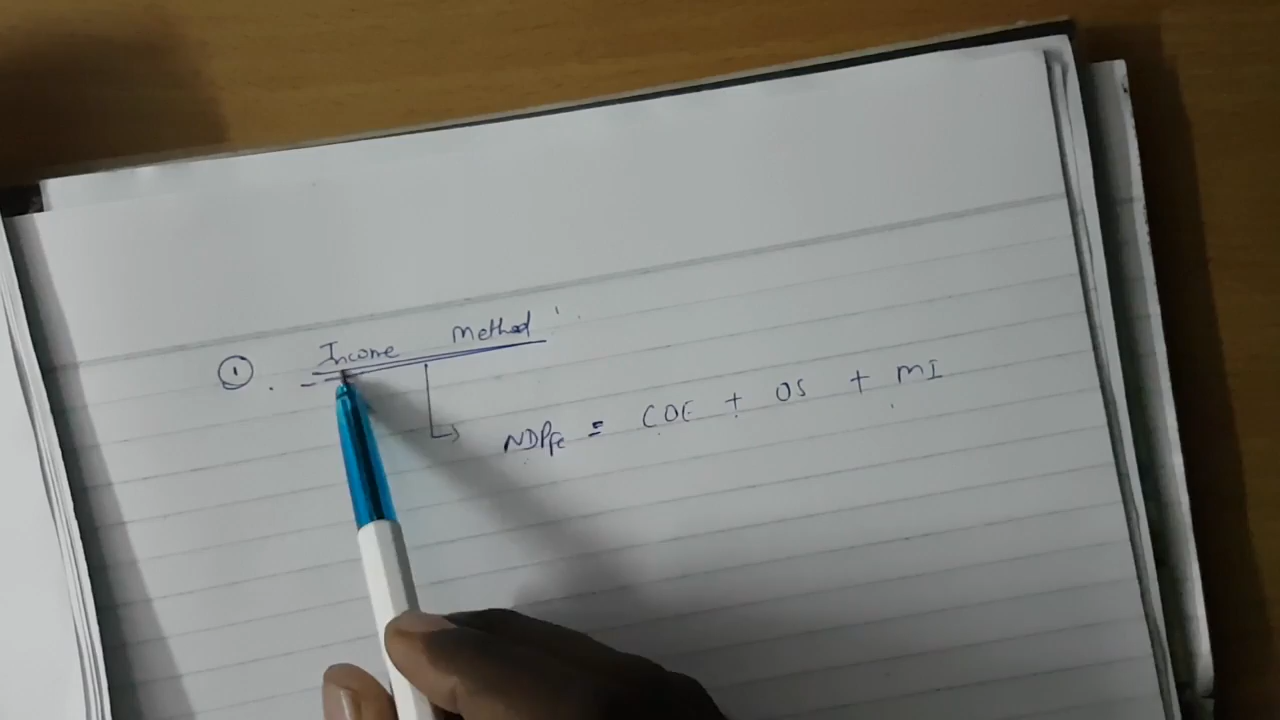 ① . Income Method :
NDPfc = COE + OS + MI